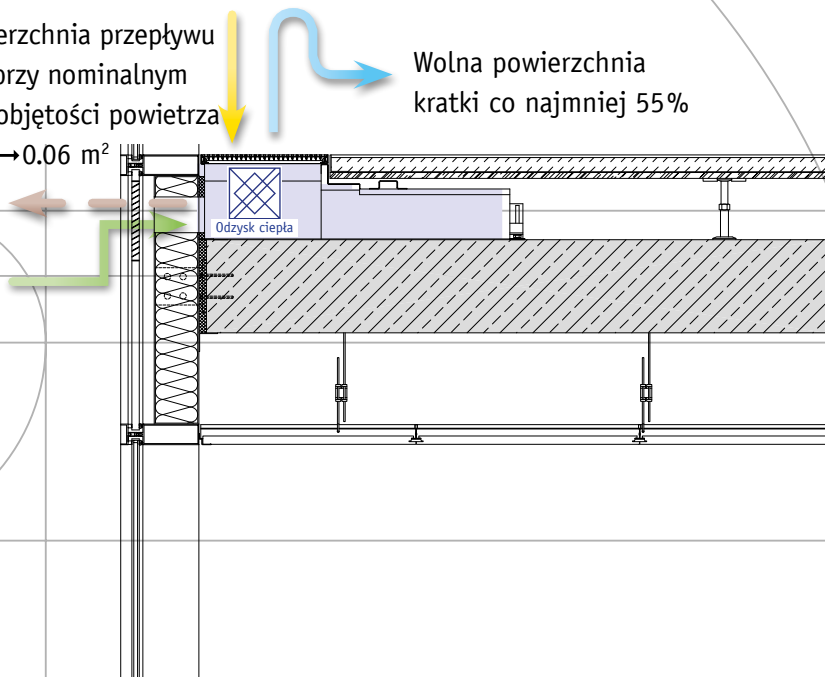 erzchnia przepływu
przy nominalnym
objętości powietrza
→0.06 m²
Wolna powierzchnia
kratki co najmniej 55%
Odzysk ciepła